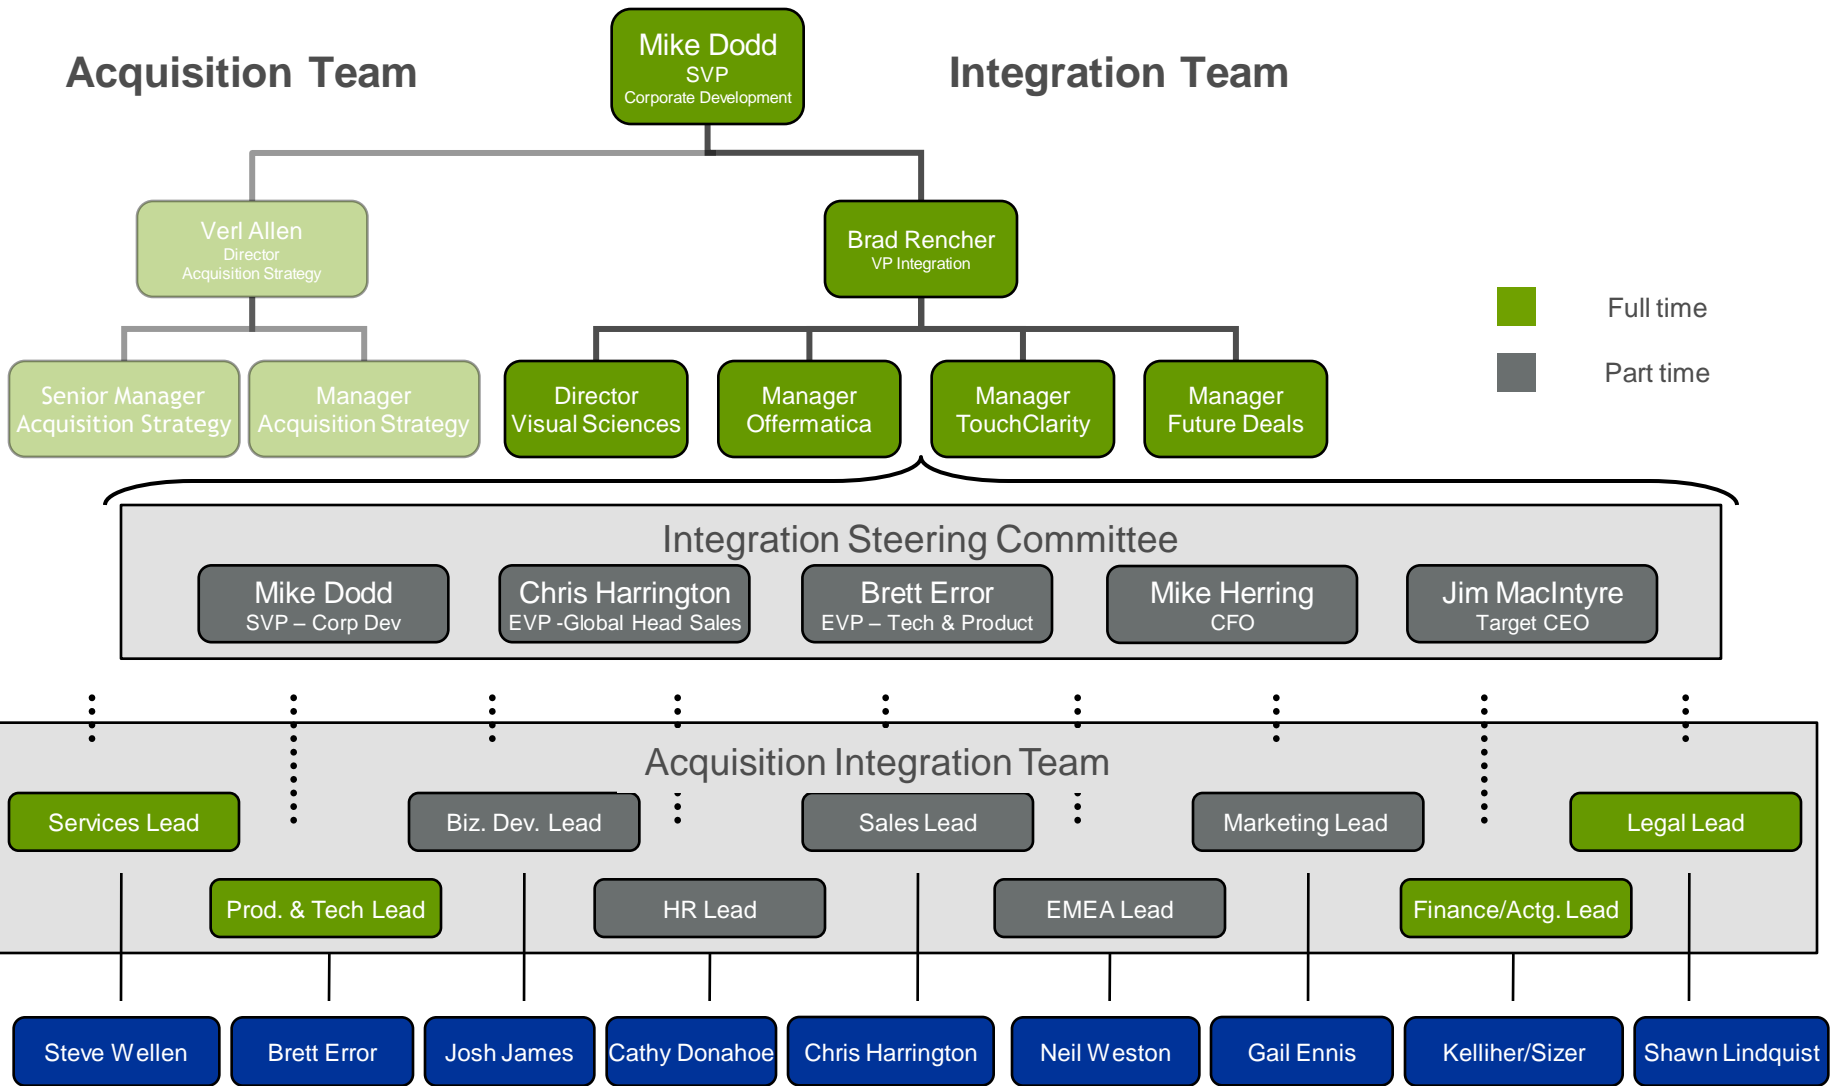 Acquisition Team
Mike Dodd
SVP
Corporate Development
Integration Team
Verl Allen
Director
Acquisition Strategy
Brad Rencher
VP Integration
Full time
Part time
Senior Manager
Acquisition Strategy
Manager
Acquisition Strategy
Director
Visual Sciences
Manager
Offermatica
Manager
TouchClarity
Manager
Future Deals
Integration Steering Committee
Mike Dodd
SVP – Corp Dev
Chris Harrington
EVP -Global Head Sales
Brett Error
EVP – Tech & Product
Mike Herring
CFO
Jim MacIntyre
Target CEO
Acquisition Integration Team
Services Lead
Biz. Dev. Lead
Sales Lead
Marketing Lead
Legal Lead
Prod. & Tech Lead
HR Lead
EMEA Lead
Finance/Actg. Lead
Steve Wellen
Brett Error
Josh James
Cathy Donahoe
Chris Harrington
Neil Weston
Gail Ennis
Kelliher/Sizer
Shawn Lindquist